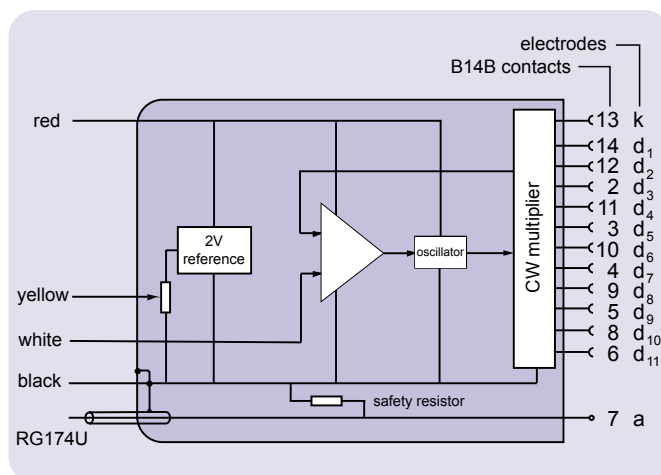 electrodes
B14B contacts
red
13 k
14 d1
12 d2
2 d3
11 d4
3 d5
10 d6
4 d7
9 d8
5 d9
8 d10
6 d11
2V
reference
oscillator
CW multiplier
yellow
white
black
safety resistor
RG174U
7 a